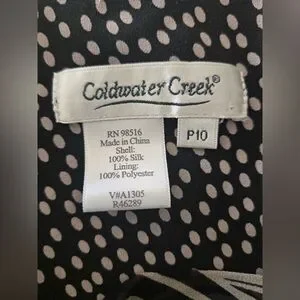 Coldwater Creek®
P10
RN 98516
Made in China
Shell:
100% Silk
Lining:
100% Polyester
V#A1305
R46289